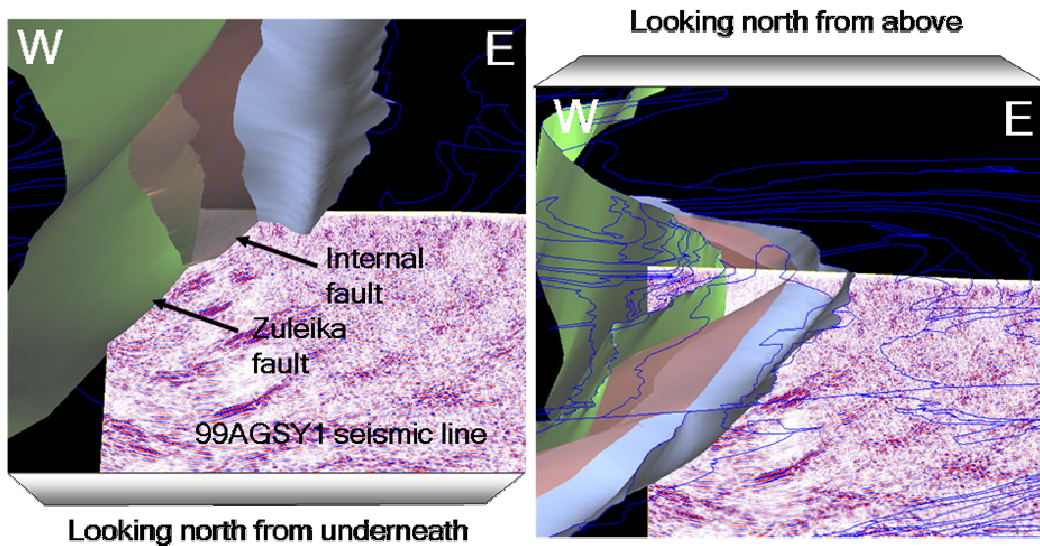 Looking north from above
W
E
W
E
Internal
fault
Zuleika
fault
99AGSY1 seismic line
Looking north from underneath